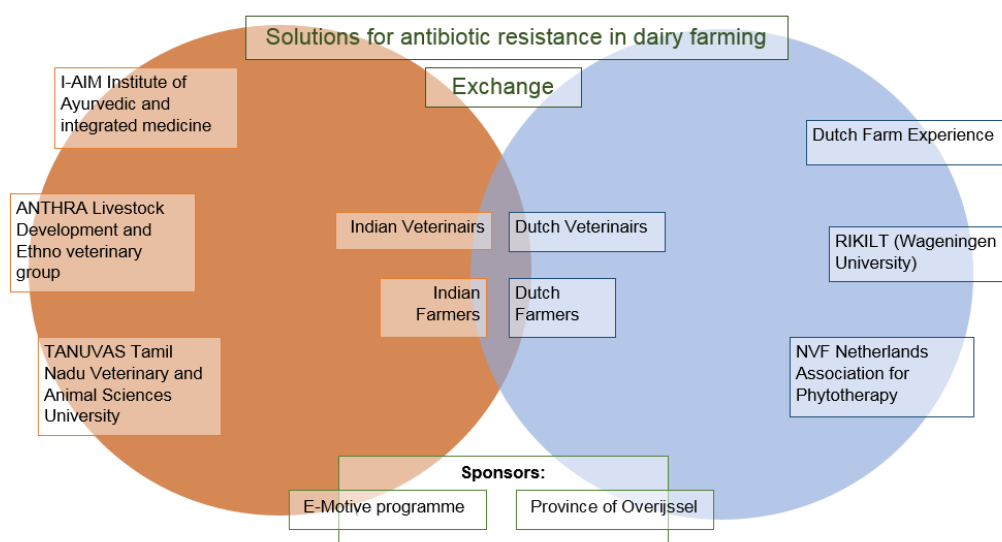 Solutions for antibiotic resistance in dairy farming
Exchange
I-AIM Institute of
Ayurvedic and
integrated medicine
ANTHRA Livestock
Development and
Ethno veterinary
group
TANUVAS Tamil
Nadu Veterinary and
Animal Sciences
University
Indian Veterinairs
Indian
Farmers
Dutch Veterinairs
Dutch
Farmers
Dutch Farm Experience
RIKILT (Wageningen
University)
NVF Netherlands
Association for
Phytotherapy
Sponsors:
E-Motive programme
Province of Overijssel